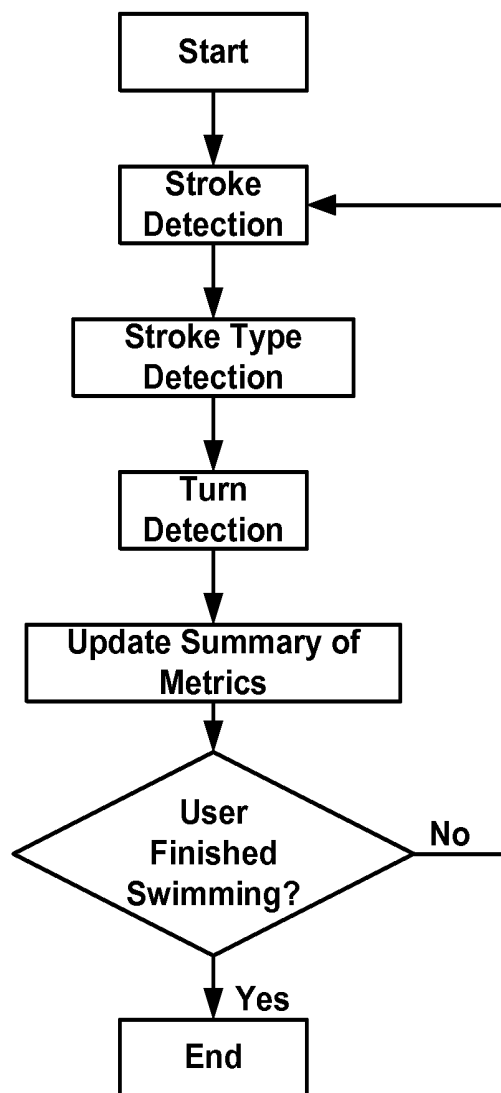 Start
Stroke
Detection
Stroke Type
Detection
Turn
Detection
Update Summary of
Metrics
User
Finished
Swimming?
No
Yes
End